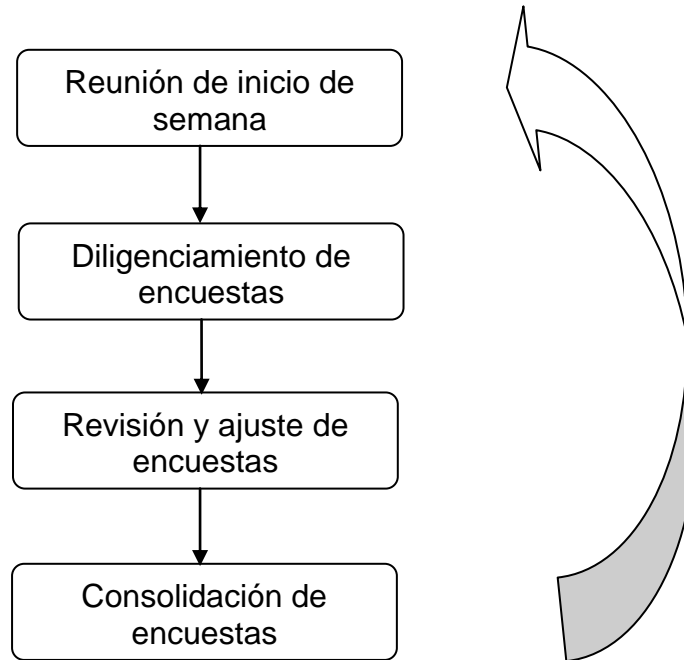 Reunión de inicio de
semana
Diligenciamiento de
encuestas
Revisión y ajuste de
encuestas
Consolidación de
encuestas